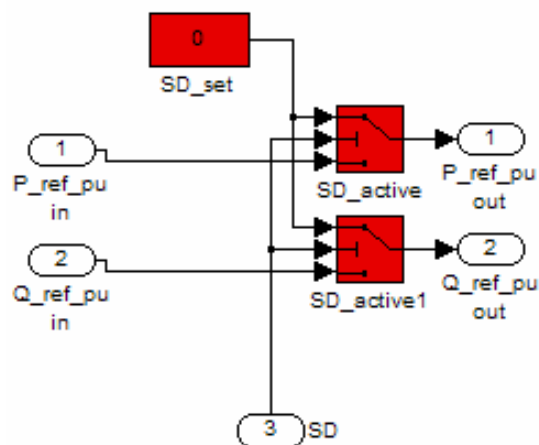 0
SD_set
1
P_ref_pu
in
SD_active
1
P_ref_pu
out
2
Q_ref_pu
in
SD_active1
2
Q_ref_pu
out
3
SD